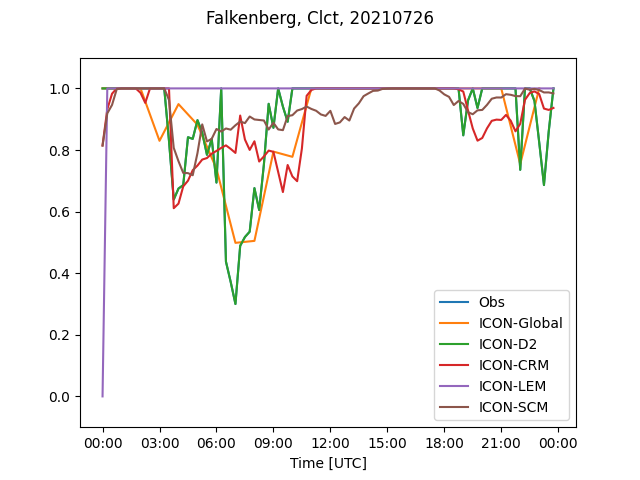 Falkenberg, Clct, 20210726
1.0
0.8
0.6
0.4
0.2
0.0
Obs
ICON-Global
ICON-D2
ICON-CRM
ICON-LEM
ICON-SCM
00:00 03:00 06:00 09:00 12:00 15:00 18:00 21:00 00:00
Time [UTC]